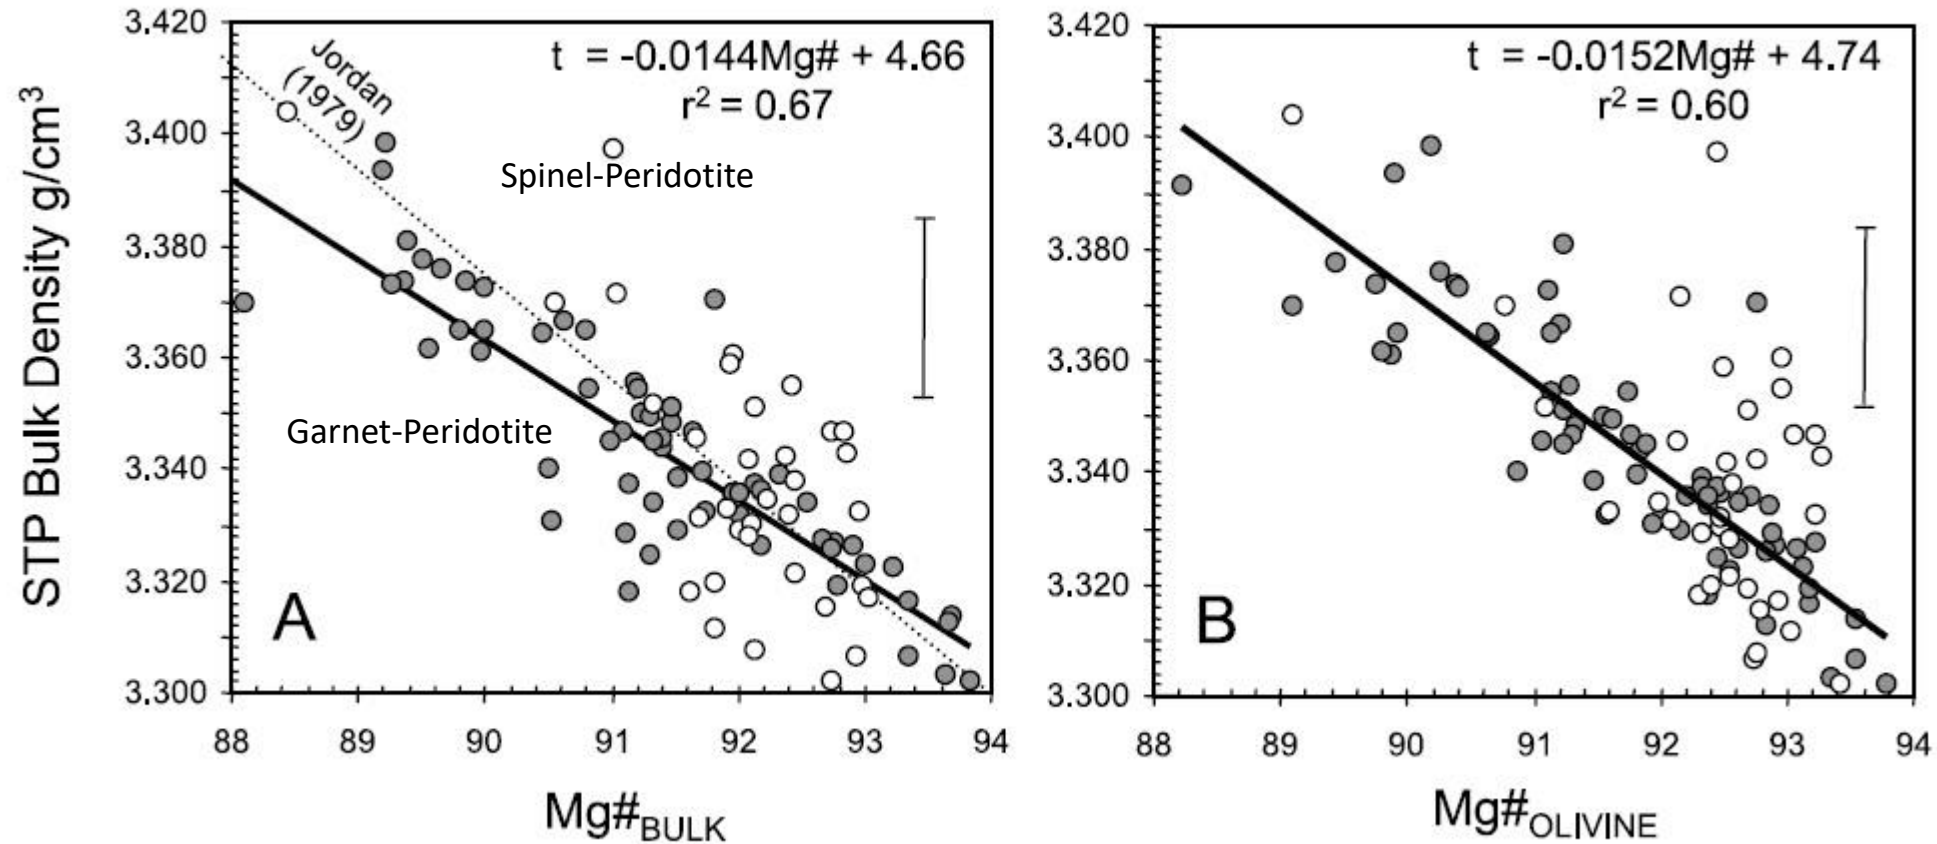 STP Bulk Density g/cm³
3.420
3.400
3.380
3.360
3.340
3.320
3.300
Jordan
(1979)
t = -0.0144Mg# + 4.66
r² = 0.67
Spinel-Peridotite
Garnet-Peridotite
A
88 89 90 91 92 93 94
Mg#BULK
3.420
3.400
3.380
3.360
3.340
3.320
3.300
t = -0.0152Mg# + 4.74
r² = 0.60
B
88 89 90 91 92 93 94
Mg#OLIVINE